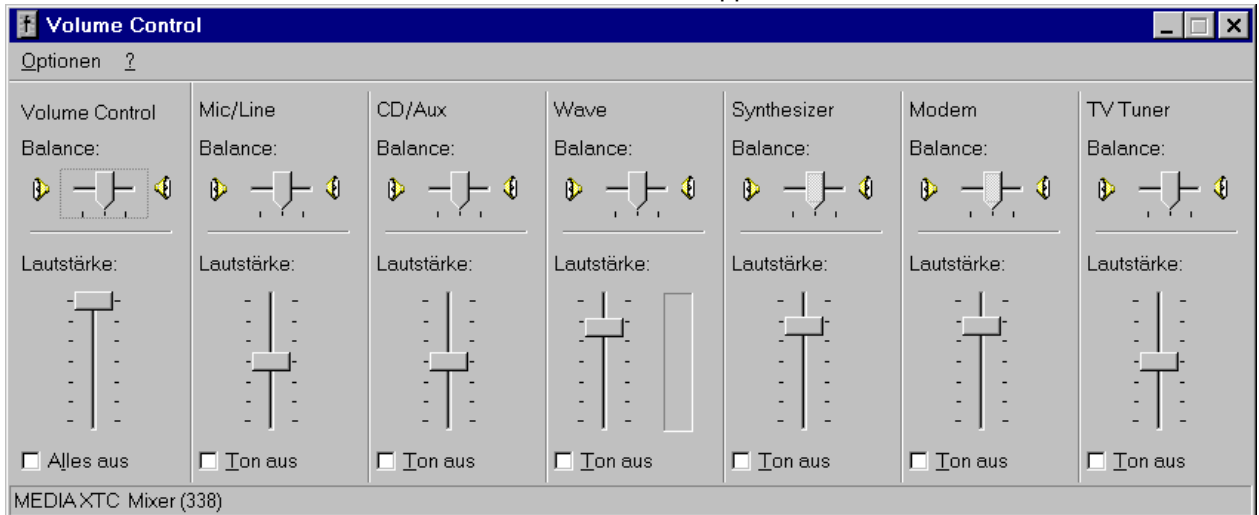 Volume Control
Optionen ?
Volume Control Mic/Line CD/Aux Wave Synthesizer Modem TV Tuner
Balance: Balance: Balance: Balance: Balance: Balance: Balance:
Lautstärke: Lautstärke: Lautstärke: Lautstärke: Lautstärke: Lautstärke: Lautstärke:
Alles aus Ton aus Ton aus Ton aus Ton aus Ton aus Ton aus
MEDIA XTC Mixer (338)